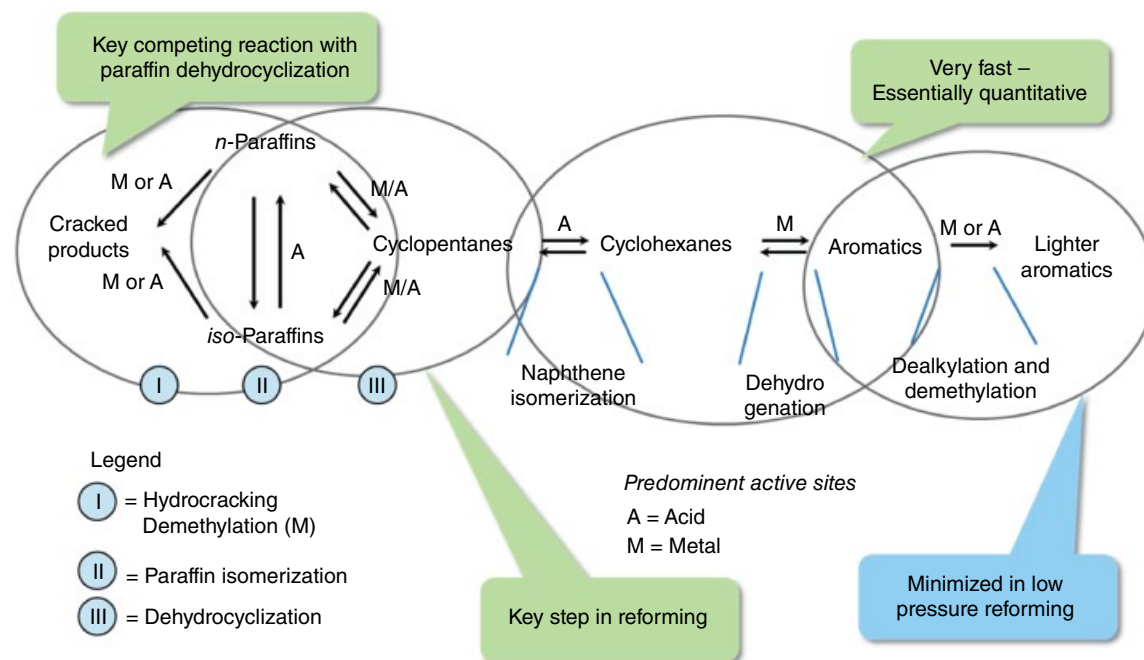 Key competing reaction with
paraffin dehydrocyclization
Very fast –
Essentially quantitative
n-Paraffins
M or A
M/A
Cracked
products
A
Cyclopentanes
A
Cyclohexanes
M
Aromatics
M or A
Lighter
aromatics
M or A
M/A
iso-Paraffins
I
II
III
Naphthene
isomerization
Dehydro
genation
Dealkylation and
demethylation
Legend
I = Hydrocracking
Demethylation (M)
II = Paraffin isomerization
III = Dehydrocyclization
Predominent active sites
A = Acid
M = Metal
Key step in reforming
Minimized in low
pressure reforming